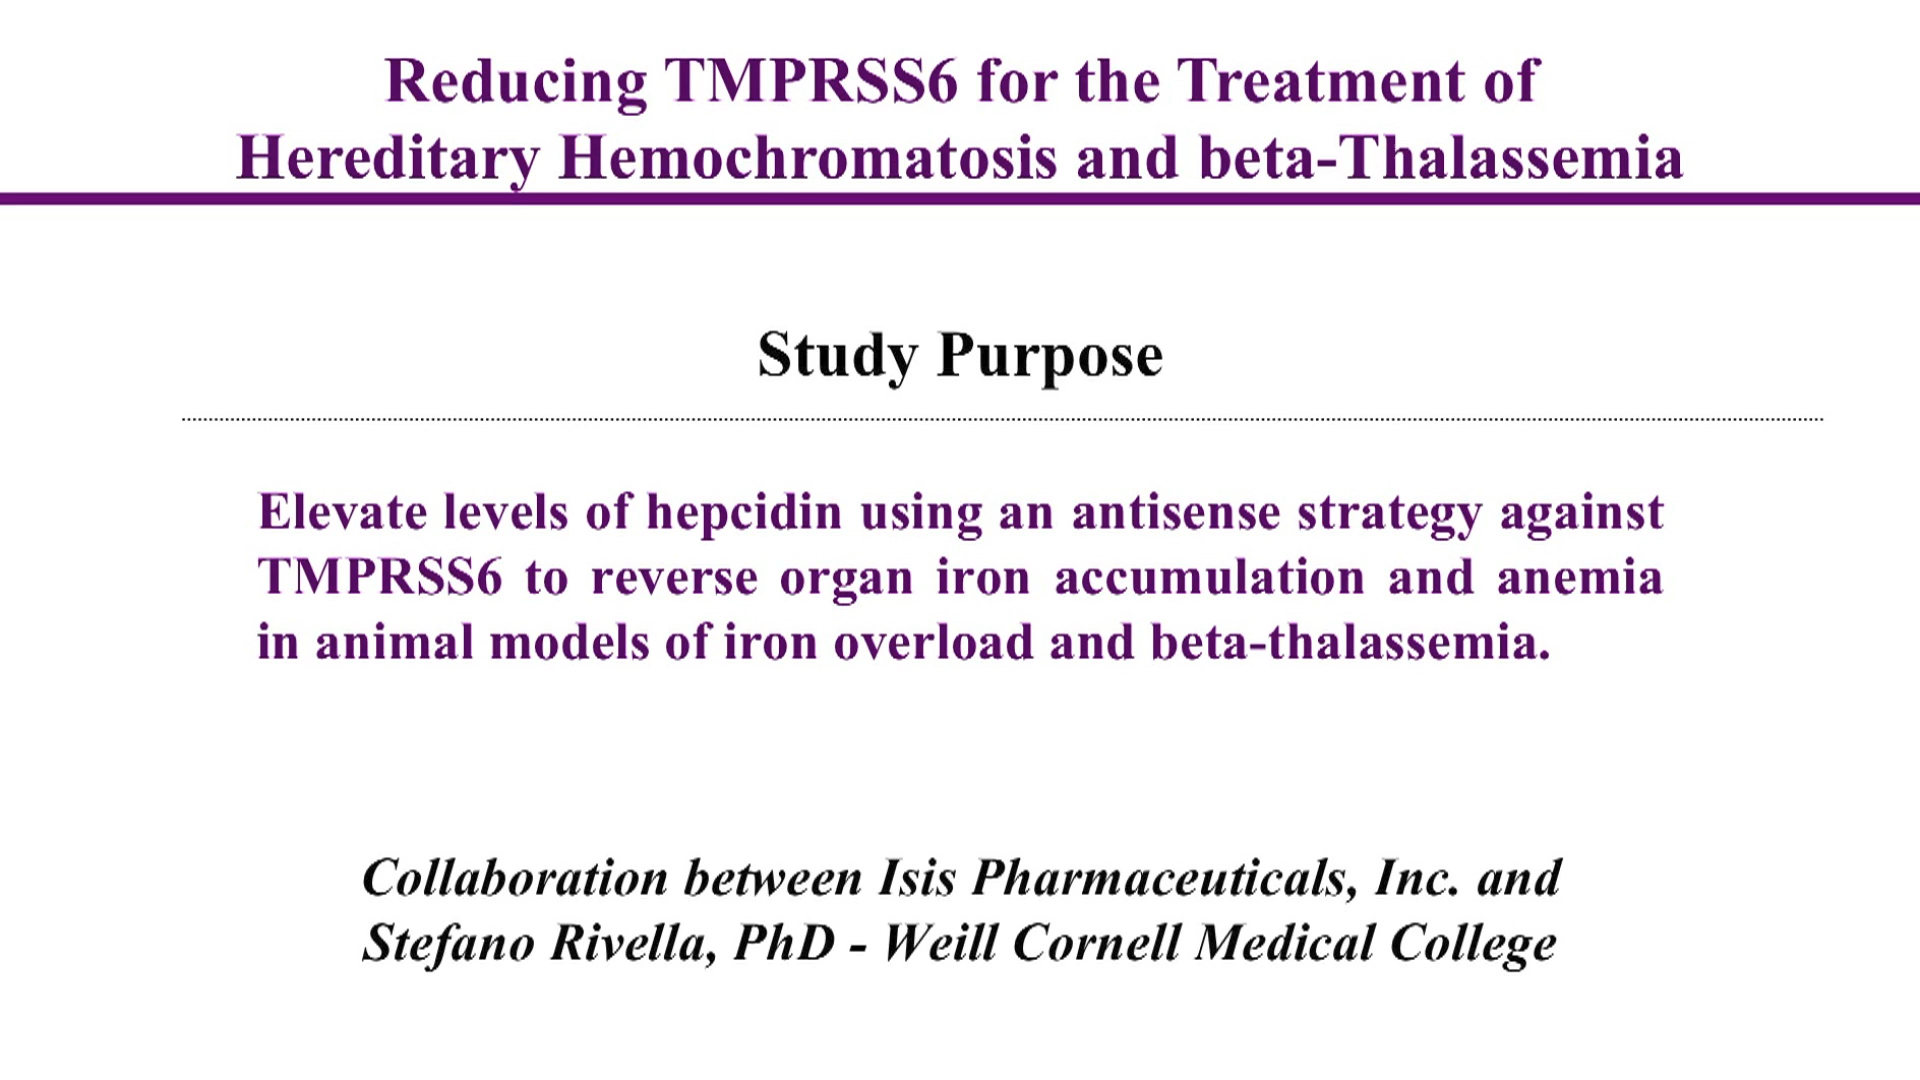 Reducing TMPRSS6 for the Treatment of
Hereditary Hemochromatosis and beta-Thalassemia
Study Purpose
Elevate levels of hepcidin using an antisense strategy against
TMPRSS6 to reverse organ iron accumulation and anemia
in animal models of iron overload and beta-thalassemia.
Collaboration between Isis Pharmaceuticals, Inc. and
Stefano Rivella, PhD - Weill Cornell Medical College